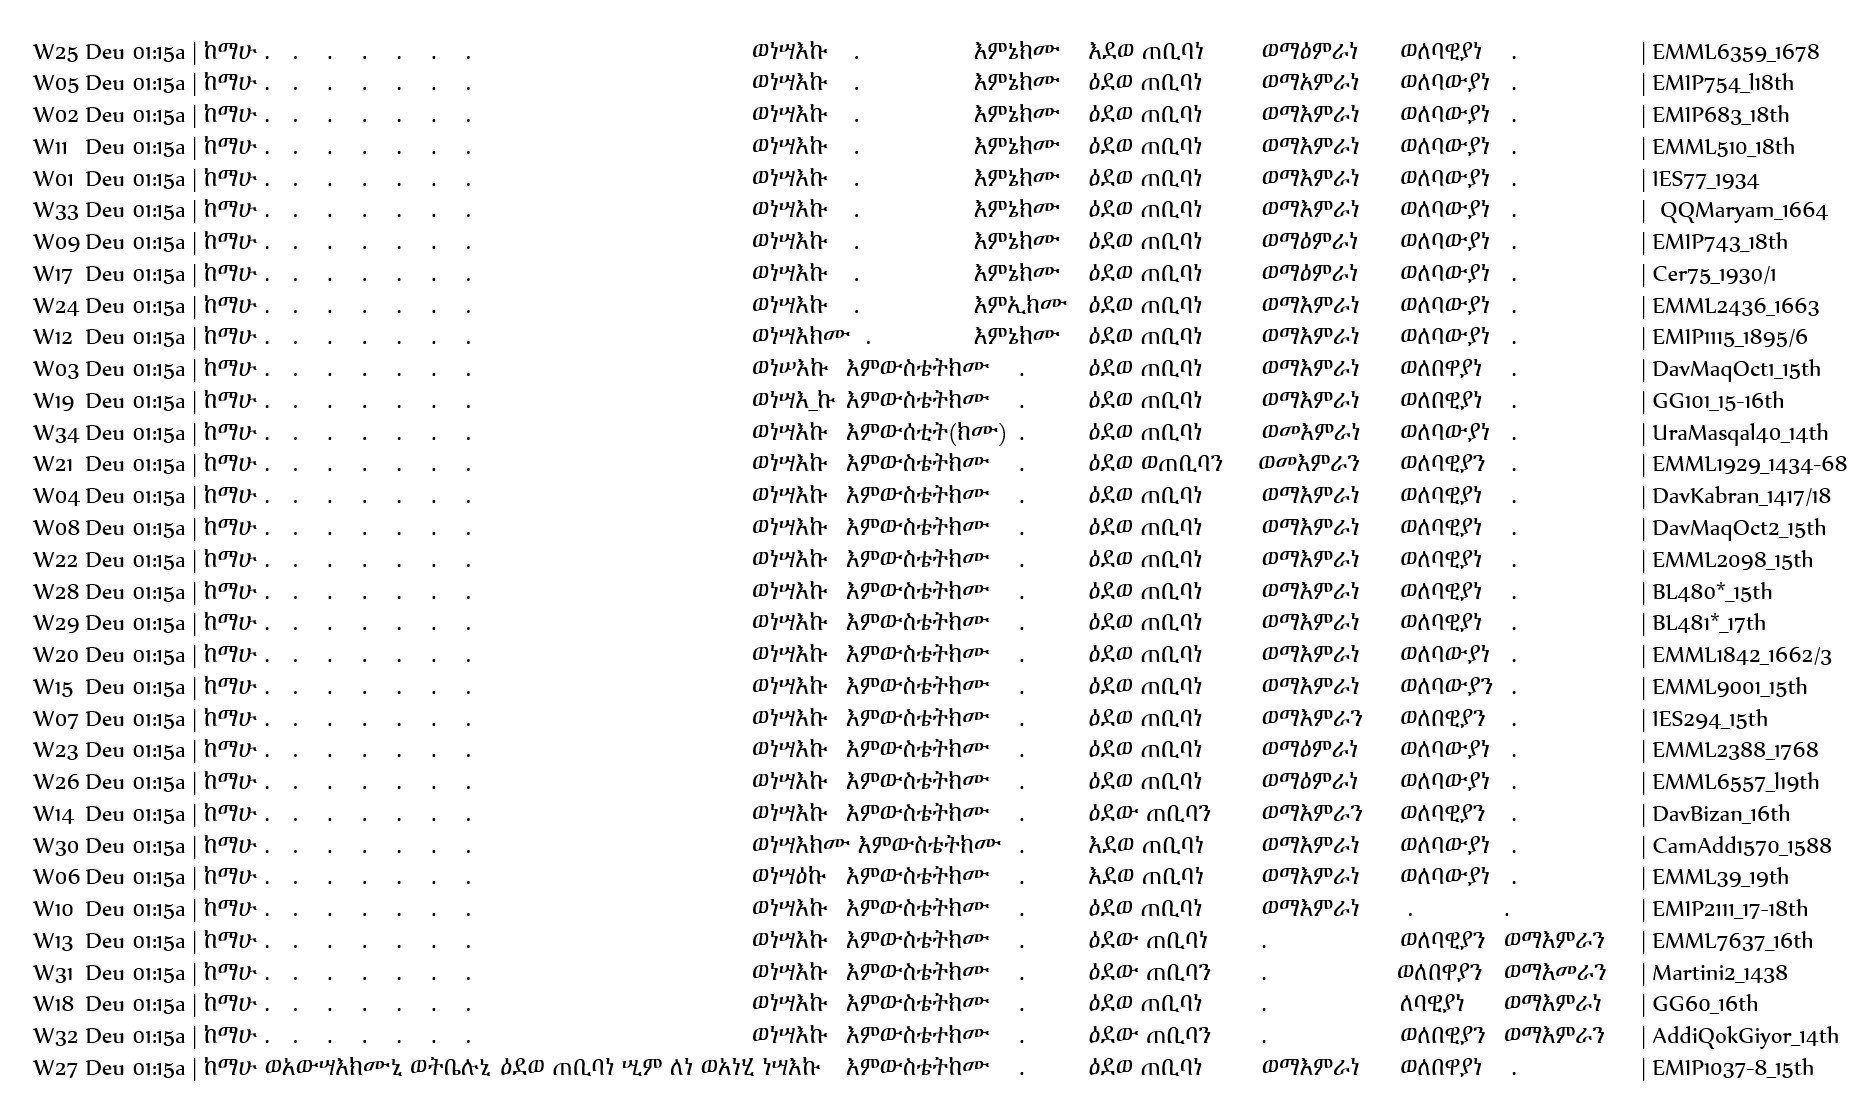 W25 Deu 01:15a | ከማሁ . . . . . . . ወነሣእኩ . እምኔክሙ እደወ ጠቢባነ ወማዕምራነ ወለባዊያነ . | EMML6359_1678
W05 Deu 01:15a | ከማሁ . . . . . . . ወነሣእኩ . እምኔክሙ ዕደወ ጠቢባነ ወማአምራነ ወለባውያነ . | EMIP754_l18th
W02 Deu 01:15a | ከማሁ . . . . . . . ወነሣእኩ . እምኔክሙ ዕደወ ጠቢባነ ወማእምራነ ወለባውያነ . | EMIP683_18th
W11 Deu 01:15a | ከማሁ . . . . . . . ወነሣእኩ . እምኔክሙ ዕደወ ጠቢባነ ወማእምራነ ወለባውያነ . | EMML510_18th
W01 Deu 01:15a | ከማሁ . . . . . . . ወነሣእኩ . እምኔክሙ ዕደወ ጠቢባነ ወማእምራነ ወለባውያነ . | IES77_1934
W33 Deu 01:15a | ከማሁ . . . . . . . ወነሣእኩ . እምኔክሙ ዕደወ ጠቢባነ ወማእምራነ ወለባውያነ . | QQMaryam_1664
W09 Deu 01:15a | ከማሁ . . . . . . . ወነሣእኩ . እምኔክሙ ዕደወ ጠቢባነ ወማዕምራነ ወለባውያነ . | EMIP743_18th
W17 Deu 01:15a | ከማሁ . . . . . . . ወነሣእኩ . እምኔክሙ ዕደወ ጠቢባነ ወማዕምራነ ወለባውያነ . | Cer75_1930/1
W24 Deu 01:15a | ከማሁ . . . . . . . ወነሣእኩ . እምኢክሙ ዕደወ ጠቢባነ ወማእምራነ ወለባውያነ . | EMML2436_1663
W12 Deu 01:15a | ከማሁ . . . . . . . ወነሣእክሙ . እምኔክሙ ዕደወ ጠቢባነ ወማእምራነ ወለባውያነ . | EMIP1115_1895/6
W03 Deu 01:15a | ከማሁ . . . . . . . ወነሠእኩ እምውስቴትክሙ . ዕደወ ጠቢባነ ወማእምራነ ወለበዋያነ . | DavMaqOct1_15th
W19 Deu 01:15a | ከማሁ . . . . . . . ወነሣእ_ኩ እምውስቴትክሙ . ዕደወ ጠቢባነ ወማእምራነ ወለበዊያነ . | GG101_15-16th
W34 Deu 01:15a | ከማሁ . . . . . . . ወነሣእኩ እምውሰቲት(ክሙ) . ዕደወ ጠቢባነ ወመእምራነ ወለባውያነ . | UraMasqal40_14th
W21 Deu 01:15a | ከማሁ . . . . . . . ወነሣእኩ እምውስቴትክሙ . ዕደወ ወጠቢባን ወመእምራን ወለባዊያን . | EMML1929_1434-68
W04 Deu 01:15a | ከማሁ . . . . . . . ወነሣእኩ እምውስቴትክሙ . ዕደወ ጠቢባነ ወማእምራነ ወለባዊያነ . | DavKabran_1417/18
W08 Deu 01:15a | ከማሁ . . . . . . . ወነሣእኩ እምውስቴትክሙ . ዕደወ ጠቢባነ ወማእምራነ ወለባዊያነ . | DavMaqOct2_15th
W22 Deu 01:15a | ከማሁ . . . . . . . ወነሣእኩ እምውስቴትክሙ . ዕደወ ጠቢባነ ወማእምራነ ወለባዊያነ . | EMML2098_15th
W28 Deu 01:15a | ከማሁ . . . . . . . ወነሣእኩ እምውስቴትክሙ . ዕደወ ጠቢባነ ወማእምራነ ወለባዊያነ . | BL480*_15th
W29 Deu 01:15a | ከማሁ . . . . . . . ወነሣእኩ እምውስቴትክሙ . ዕደወ ጠቢባነ ወማእምራነ ወለባዊያነ . | BL481*_17th
W20 Deu 01:15a | ከማሁ . . . . . . . ወነሣእኩ እምውስቴትክሙ . ዕደወ ጠቢባነ ወማእምራነ ወለባውያነ . | EMML1842_1662/3
W15 Deu 01:15a | ከማሁ . . . . . . . ወነሣእኩ እምውስቴትክሙ . ዕደወ ጠቢባነ ወማእምራነ ወለባውያን . | EMML9001_15th
W07 Deu 01:15a | ከማሁ . . . . . . . ወነሣእኩ እምውስቴትክሙ . ዕደወ ጠቢባነ ወማእምራን ወለበዊያን . | IES294_15th
W23 Deu 01:15a | ከማሁ . . . . . . . ወነሣእኩ እምውስቴትክሙ . ዕደወ ጠቢባነ ወማዕምራነ ወለባውያነ . | EMML2388_1768
W26 Deu 01:15a | ከማሁ . . . . . . . ወነሣእኩ እምውስቴትክሙ . ዕደወ ጠቢባነ ወማዕምራነ ወለባውያነ . | EMML6557_l19th
W14 Deu 01:15a | ከማሁ . . . . . . . ወነሣእኩ እምውስቴትክሙ . ዕደው ጠቢባን ወማእምራን ወለባዊያን . | DavBizan_16th
W30 Deu 01:15a | ከማሁ . . . . . . . ወነሣእክሙ እምውስቴትክሙ . እደወ ጠቢባነ ወማእምራነ ወለባውያነ . | CamAdd1570_1588
W06 Deu 01:15a | ከማሁ . . . . . . . ወነሣዕኩ እምውስቴትክሙ . እደወ ጠቢባነ ወማእምራነ ወለባውያነ . | EMML39_19th
W10 Deu 01:15a | ከማሁ . . . . . . . ወነሣእኩ እምውስቴትክሙ . ዕደወ ጠቢባነ ወማእምራነ . . | EMIP2111_17-18th
W13 Deu 01:15a | ከማሁ . . . . . . . ወነሣእኩ እምውስቴትክሙ . ዕደው ጠቢባነ . ወለባዊያን ወማእምራን | EMML7637_16th
W31 Deu 01:15a | ከማሁ . . . . . . . ወነሣእኩ እምውስቴትክሙ . ዕደው ጠቢባን . ወለበዋያን ወማእመራን | Martini2_1438
W18 Deu 01:15a | ከማሁ . . . . . . . ወነሣእኩ እምውስቴትክሙ . ዕደወ ጠቢባነ . ለባዊያነ ወማእምራነ | GG60_16th
W32 Deu 01:15a | ከማሁ . . . . . . . ወነሣእኩ እምውስቴተክሙ . ዕደው ጠቢባን . ወለበዊያን ወማእምራን | AddiQokGiyor_14th
W27 Deu 01:15a | ከማሁ ወአውሣእክሙኒ ወትቤሉኒ ዕደወ ጠቢባነ ሢም ለነ ወአነሂ ነሣእኩ እምውስቴትከሙ . ዕደወ ጠቢባነ ወማእምራነ ወለበዋያነ . | EMIP1037-8_15th